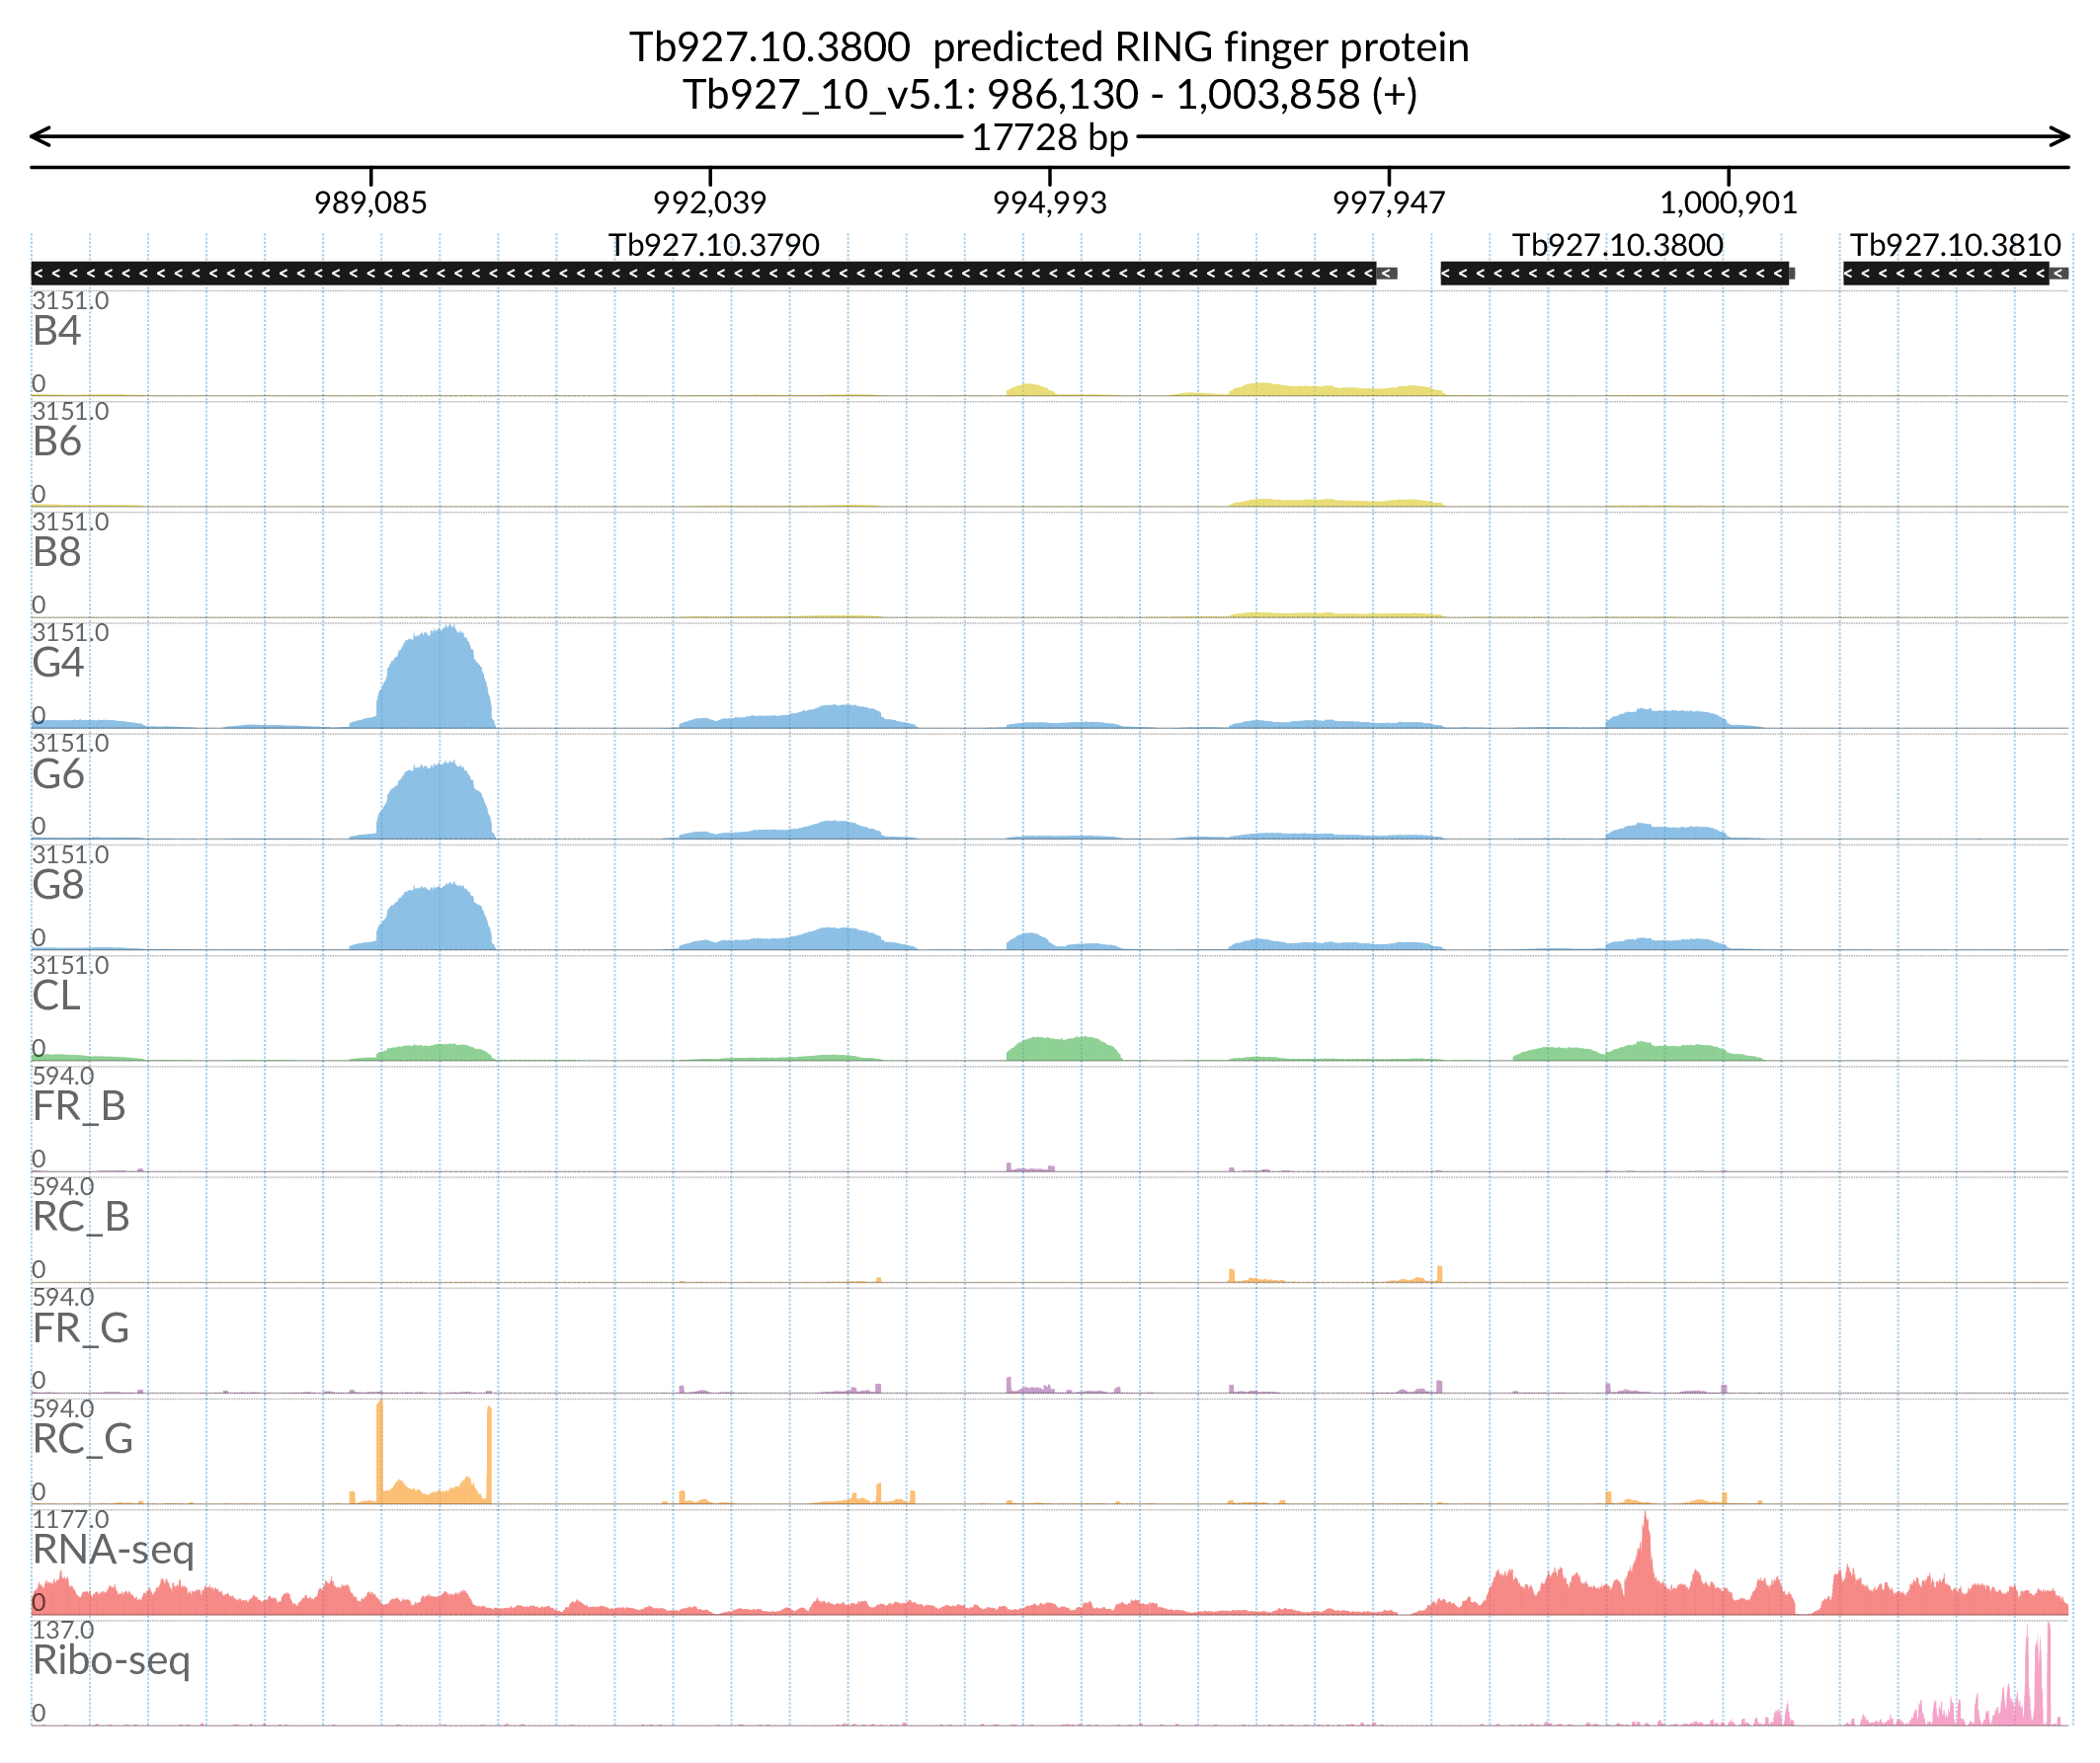 Tb927.10.3800  predicted RING finger protein
Tb927_10_v5.1: 986,130 - 1,003,858 (+)
17728 bp
989,085 992,039 994,993 997,947 1,000,901
Tb927.10.3790 Tb927.10.3800 Tb927.10.3810
3151.0
B4
0
3151.0
B6
0
3151.0
B8
0
3151.0
G4
0
3151.0
G6
0
3151.0
G8
0
3151.0
CL
0
594.0
FR_B
0
594.0
RC_B
0
594.0
FR_G
0
594.0
RC_G
0
1177.0
RNA-seq
0
137.0
Ribo-seq
0